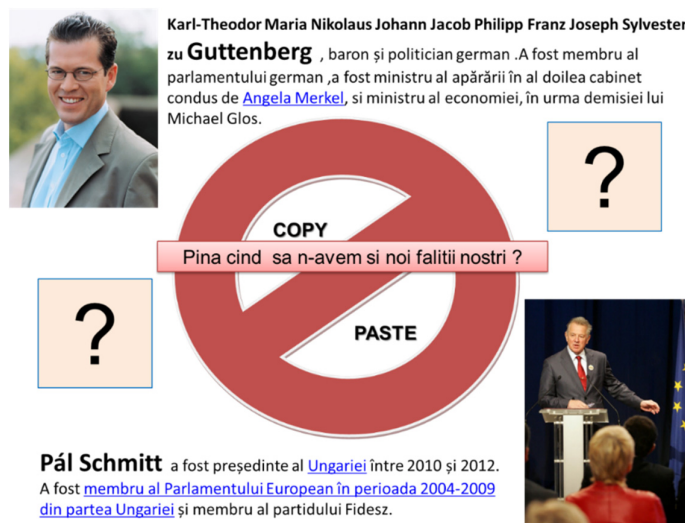 Karl-Theodor Maria Nikolaus Johann Jacob Philipp Franz Joseph Sylvester
zu Guttenberg , baron și politician german .A fost membru al
parlamentului german ,a fost ministru al apărării în al doilea cabinet
condus de Angela Merkel, si ministru al economiei, în urma demisiei lui
Michael Glos.
?
COPY
Pina cind sa n-avem si noi falitii nostri ?
?
PASTE
Pál Schmitt a fost președinte al Ungariei între 2010 și 2012.
A fost membru al Parlamentului European în perioada 2004-2009
din partea Ungariei și membru al partidului Fidesz.